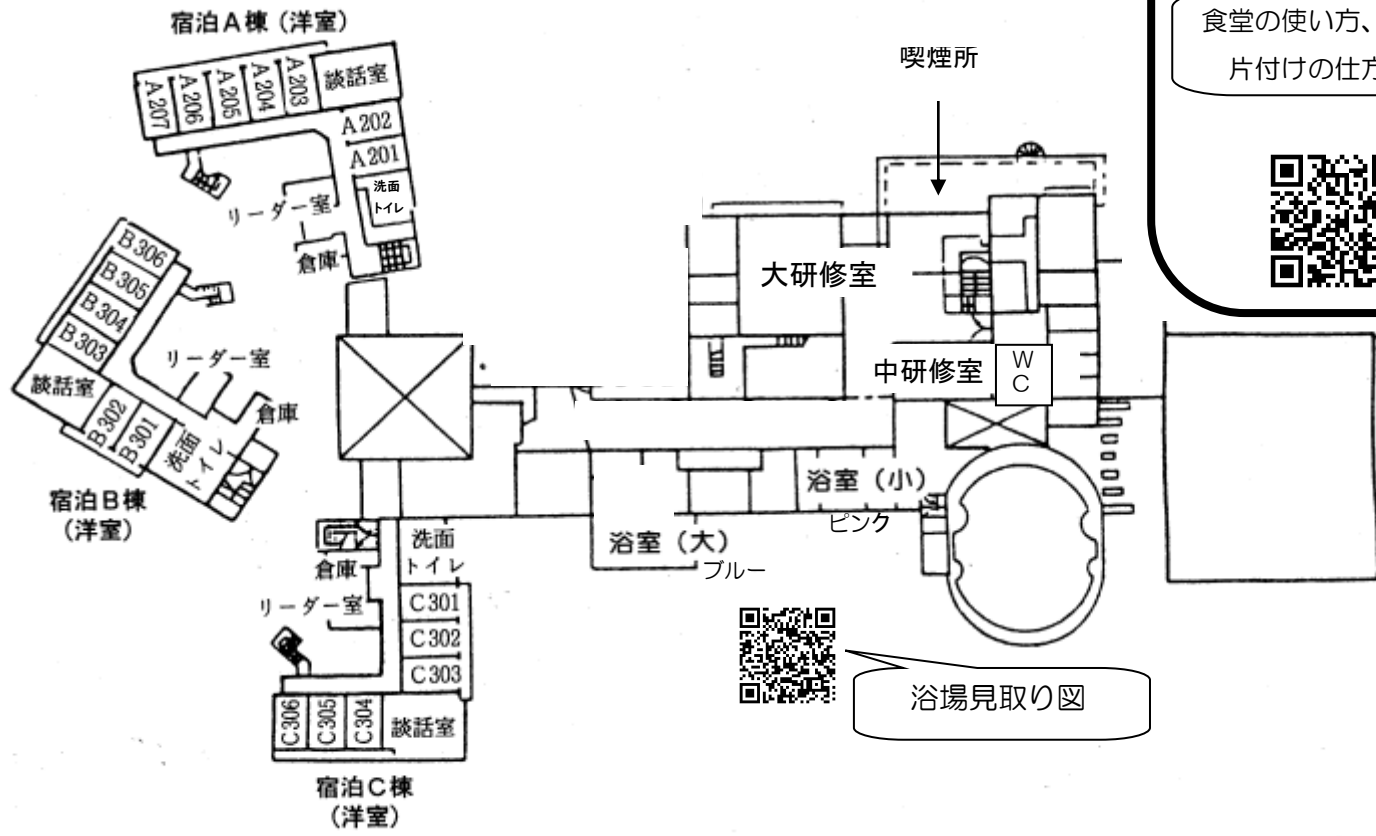 宿泊A棟 (洋室)
A207
A206
A205
A204
A203
談話室
A202
A201
洗面
トイレ
リーダー室
倉庫
B306
B305
B304
B303
談話室
B302
B301
洗面
トイレ
リーダー室
倉庫
宿泊B棟
(洋室)
喫煙所
大研修室
中研修室
W
C
食堂の使い方、
片付けの仕方
浴室（小）
ピンク
浴室（大）
ブルー
浴場見取り図
洗面
トイレ
倉庫
リーダー室
C301
C302
C303
C306
C305
C304
談話室
宿泊C棟
(洋室)